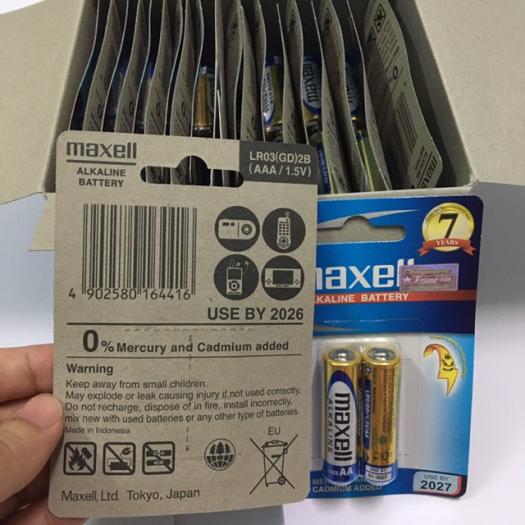 maxell
ALKALINE
BATTERY
LR03(GD)2B
(AAA / 1.5V)
4 902580 164416
USE BY 2026
0% Mercury and Cadmium added
Warning
Keep away from small children.
May explode or leak causing injury if not used correctly.
Do not recharge, dispose of in fire, install incorrectly,
mix new with used batteries or any other type of batteries.
Made in Indonesia
EU
Maxell, Ltd. Tokyo, Japan
7
YEARS
maxell
ALKALINE BATTERY
maxell
ALKALINE
CADMIUM ADDED
USE BY
2027
maxell